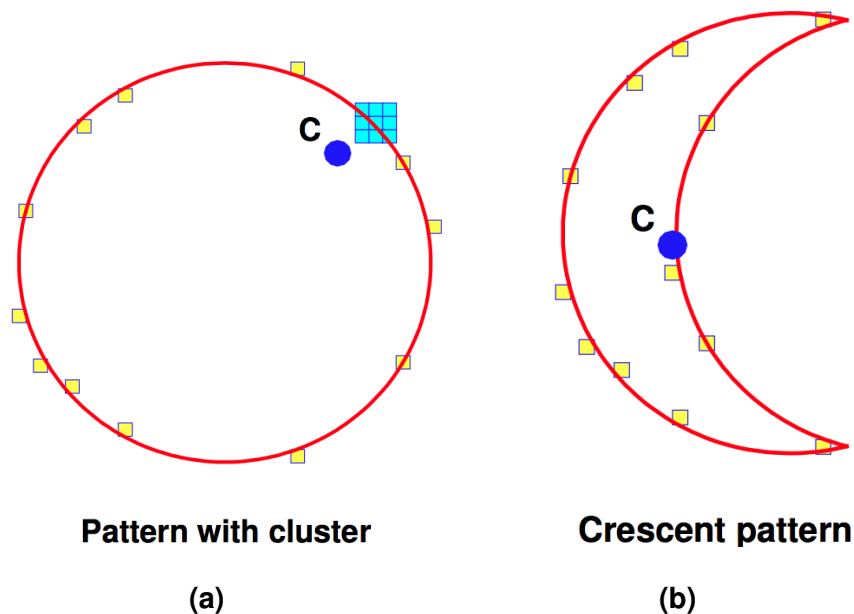 C
Pattern with cluster
(a)
C
Crescent pattern
(b)